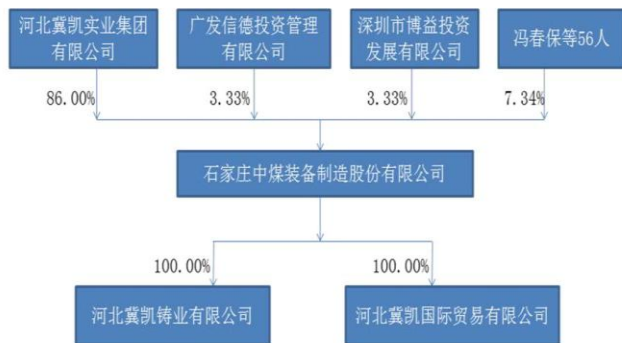 河北冀凯实业集团
有限公司
广发信德投资管理
有限公司
深圳市博益投资
发展有限公司
冯春保等56人
86.00%
3.33%
3.33%
7.34%
石家庄中煤装备制造股份有限公司
100.00%
100.00%
河北冀凯铸业有限公司
河北冀凯国际贸易有限公司